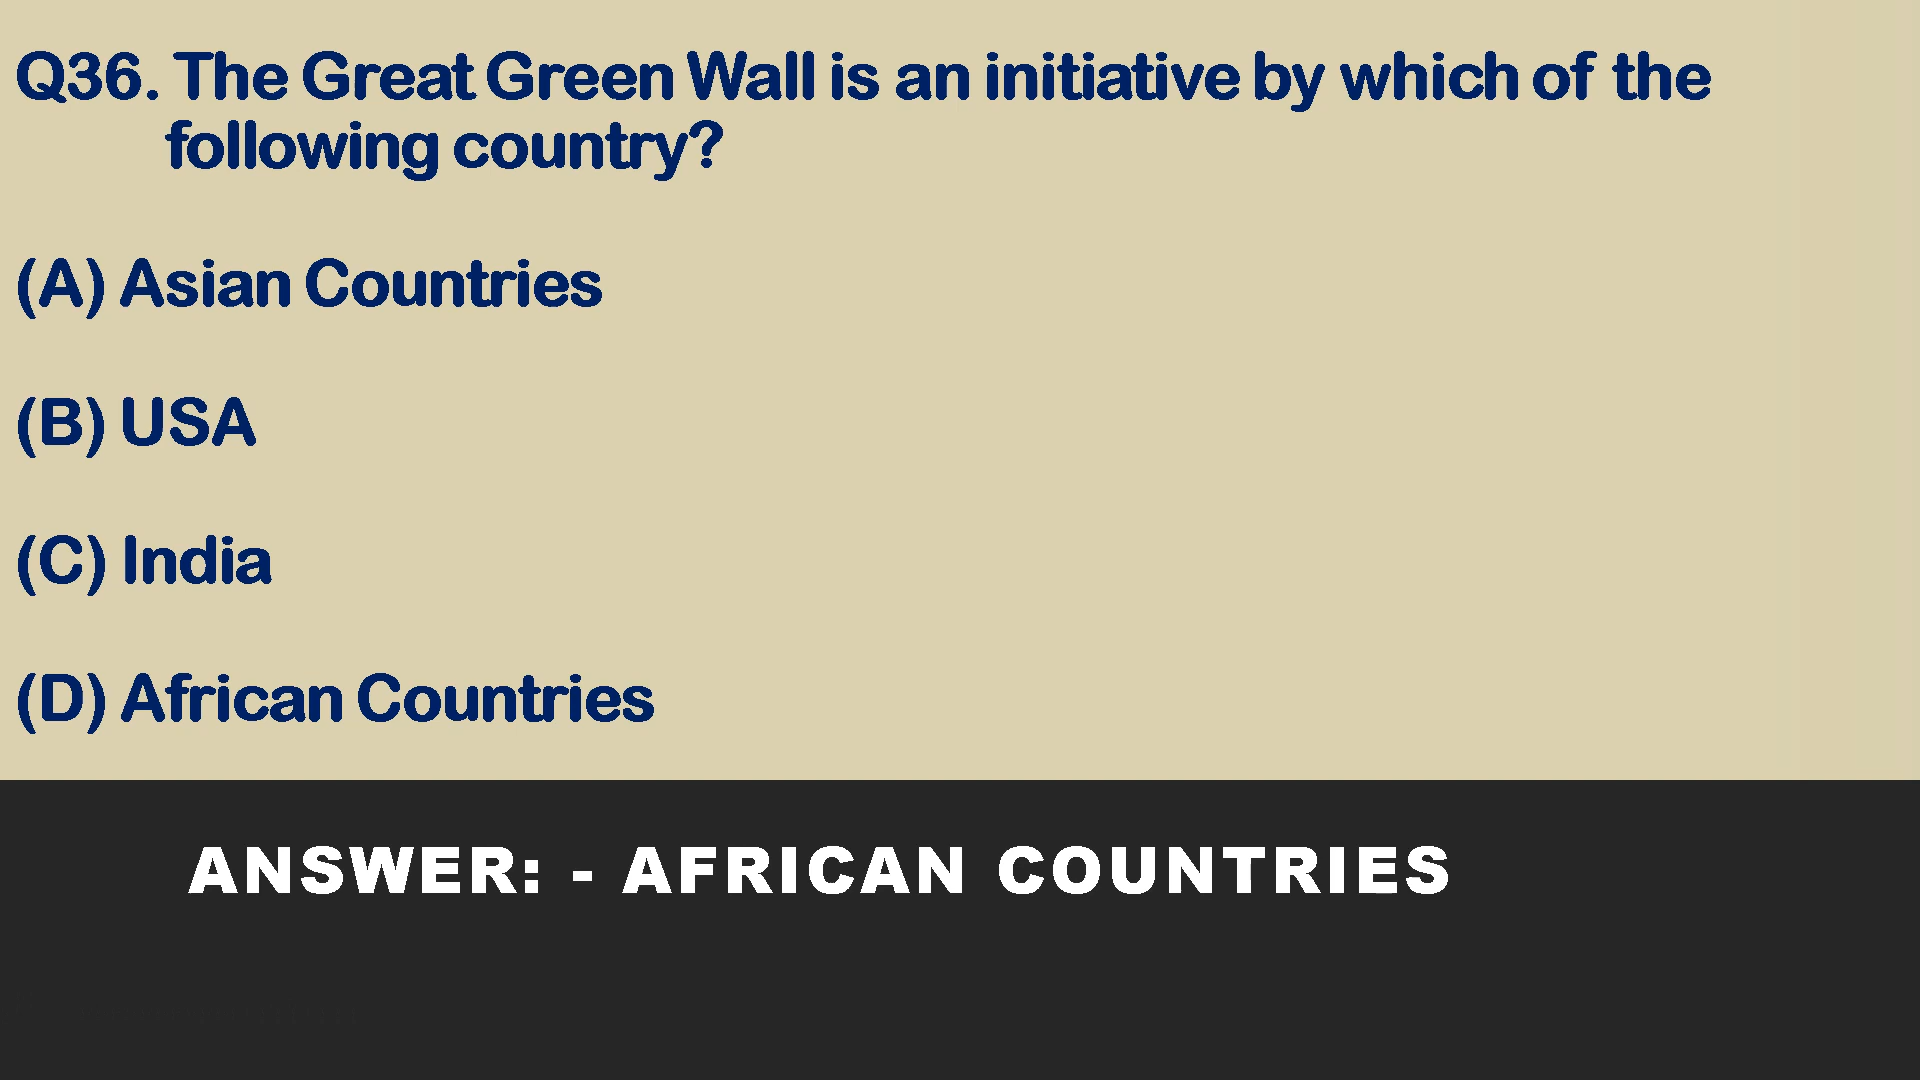 Q36. The Great Green Wall is an initiative by which of the
following country?
(A) Asian Countries
(B) USA
(C) India
(D) African Countries
ANSWER: - AFRICAN COUNTRIES